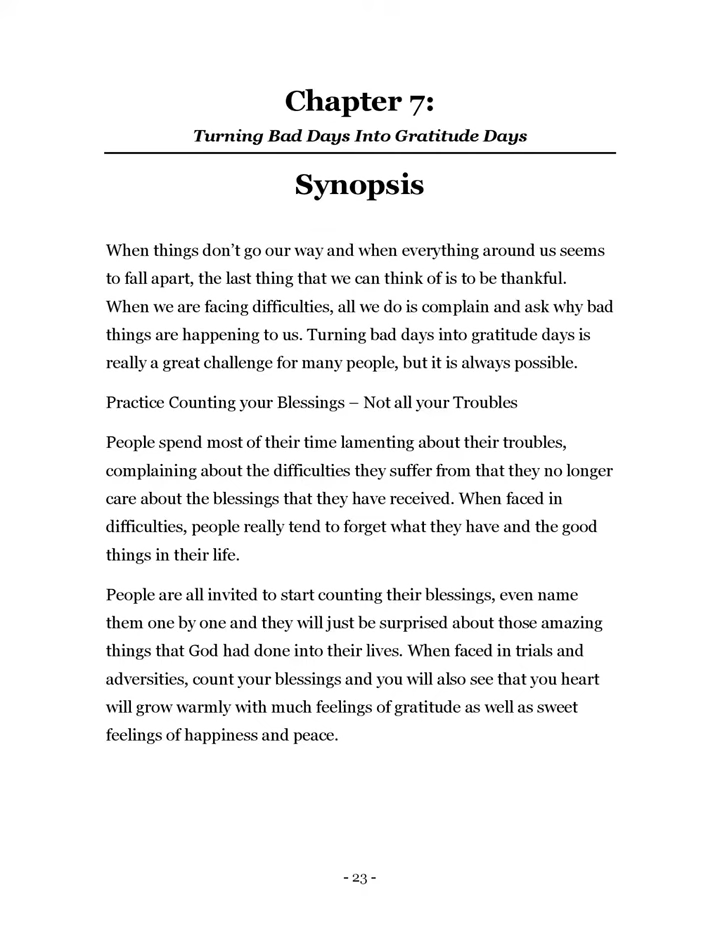 Chapter 7:
Turning Bad Days Into Gratitude Days
Synopsis
When things don’t go our way and when everything around us seems
to fall apart, the last thing that we can think of is to be thankful.
When we are facing difficulties, all we do is complain and ask why bad
things are happening to us. Turning bad days into gratitude days is
really a great challenge for many people, but it is always possible.
Practice Counting your Blessings – Not all your Troubles
People spend most of their time lamenting about their troubles,
complaining about the difficulties they suffer from that they no longer
care about the blessings that they have received. When faced in
difficulties, people really tend to forget what they have and the good
things in their life.
People are all invited to start counting their blessings, even name
them one by one and they will just be surprised about those amazing
things that God had done into their lives. When faced in trials and
adversities, count your blessings and you will also see that you heart
will grow warmly with much feelings of gratitude as well as sweet
feelings of happiness and peace.
- 23 -